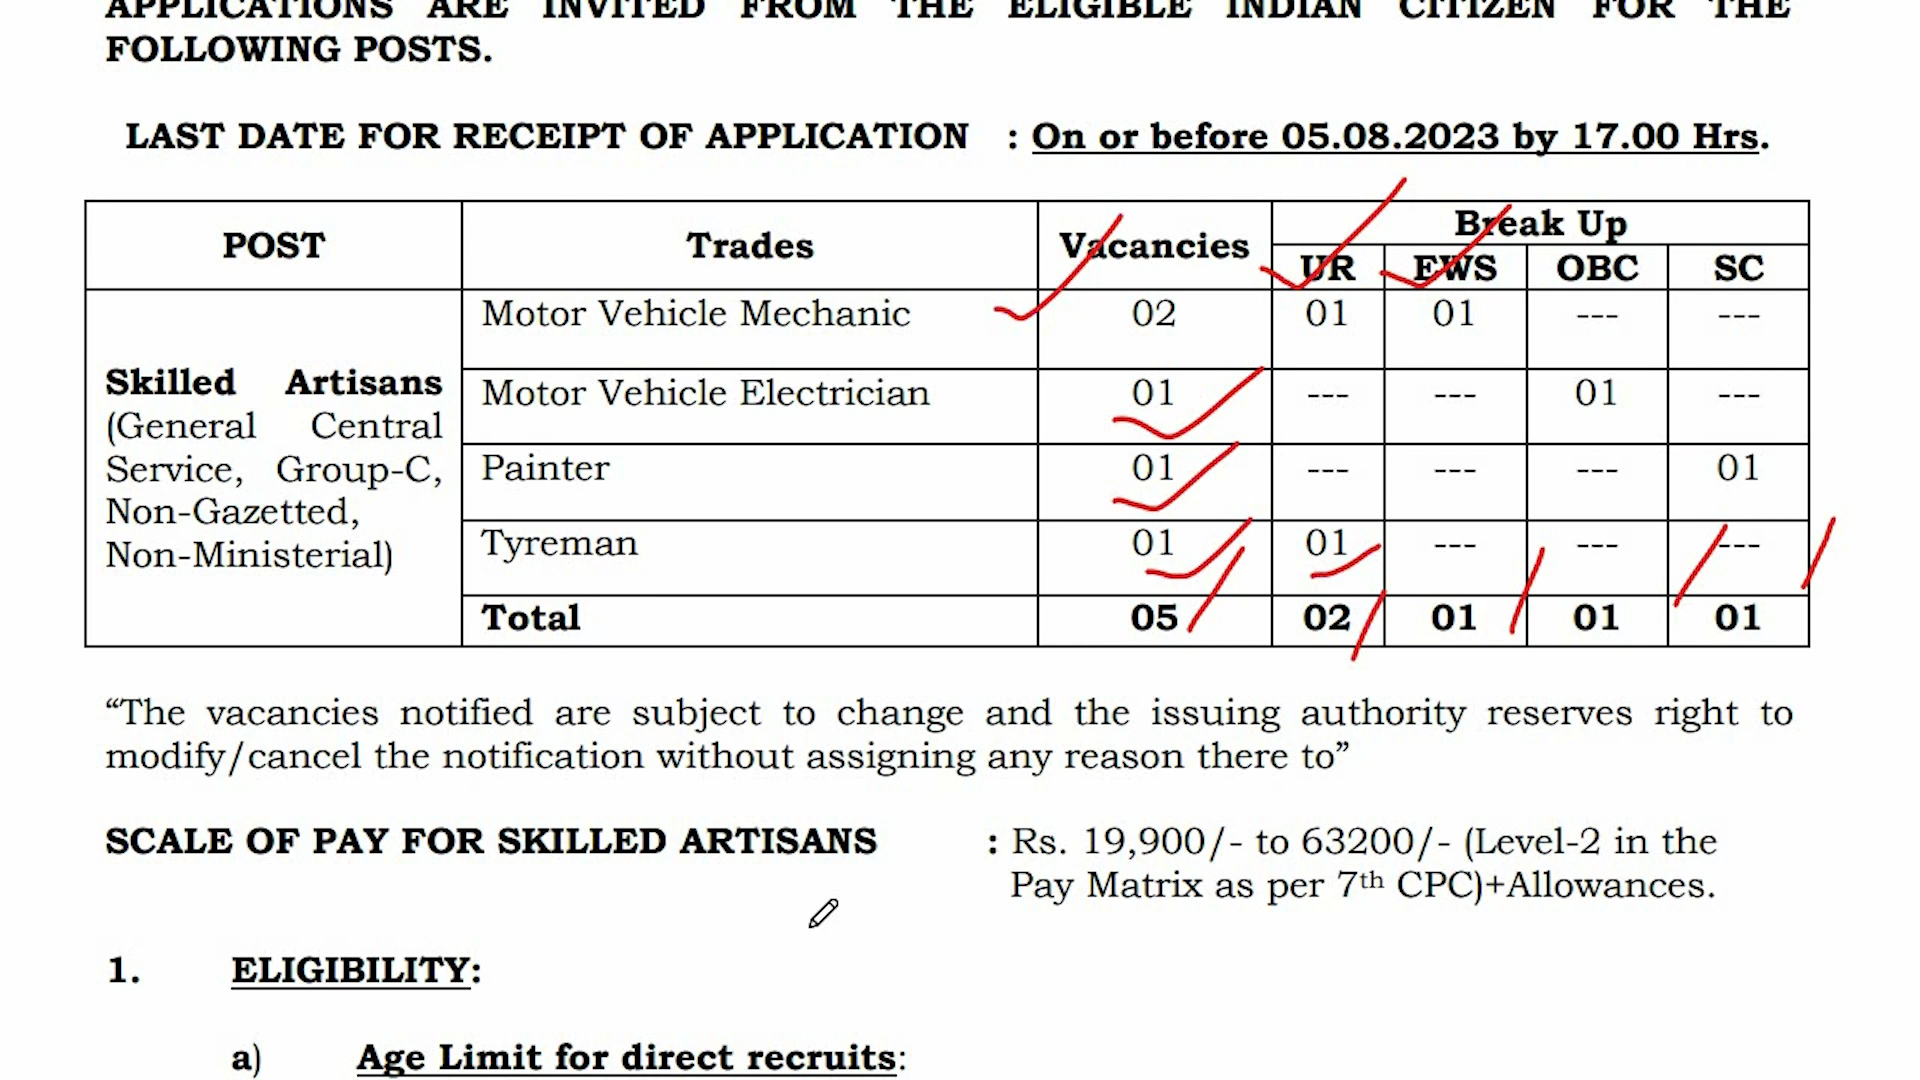 APPLICATIONS ARE INVITED FROM THE ELIGIBLE INDIAN CITIZEN FOR THE
FOLLOWING POSTS.
LAST DATE FOR RECEIPT OF APPLICATION : On or before 05.08.2023 by 17.00 Hrs.
POST Trades Vacancies Break Up
UR EWS OBC SC
Skilled Artisans
(General Central
Service, Group-C,
Non-Gazetted,
Non-Ministerial)
Motor Vehicle Mechanic 02 01 01 --- ---
Motor Vehicle Electrician 01 --- --- 01 ---
Painter 01 --- --- --- 01
Tyreman 01 01 --- --- ---
Total 05 02 01 01 01
“The vacancies notified are subject to change and the issuing authority reserves right to
modify/cancel the notification without assigning any reason there to”
SCALE OF PAY FOR SKILLED ARTISANS : Rs. 19,900/- to 63200/- (Level-2 in the
Pay Matrix as per 7th CPC)+Allowances.
1. ELIGIBILITY:
a) Age Limit for direct recruits: